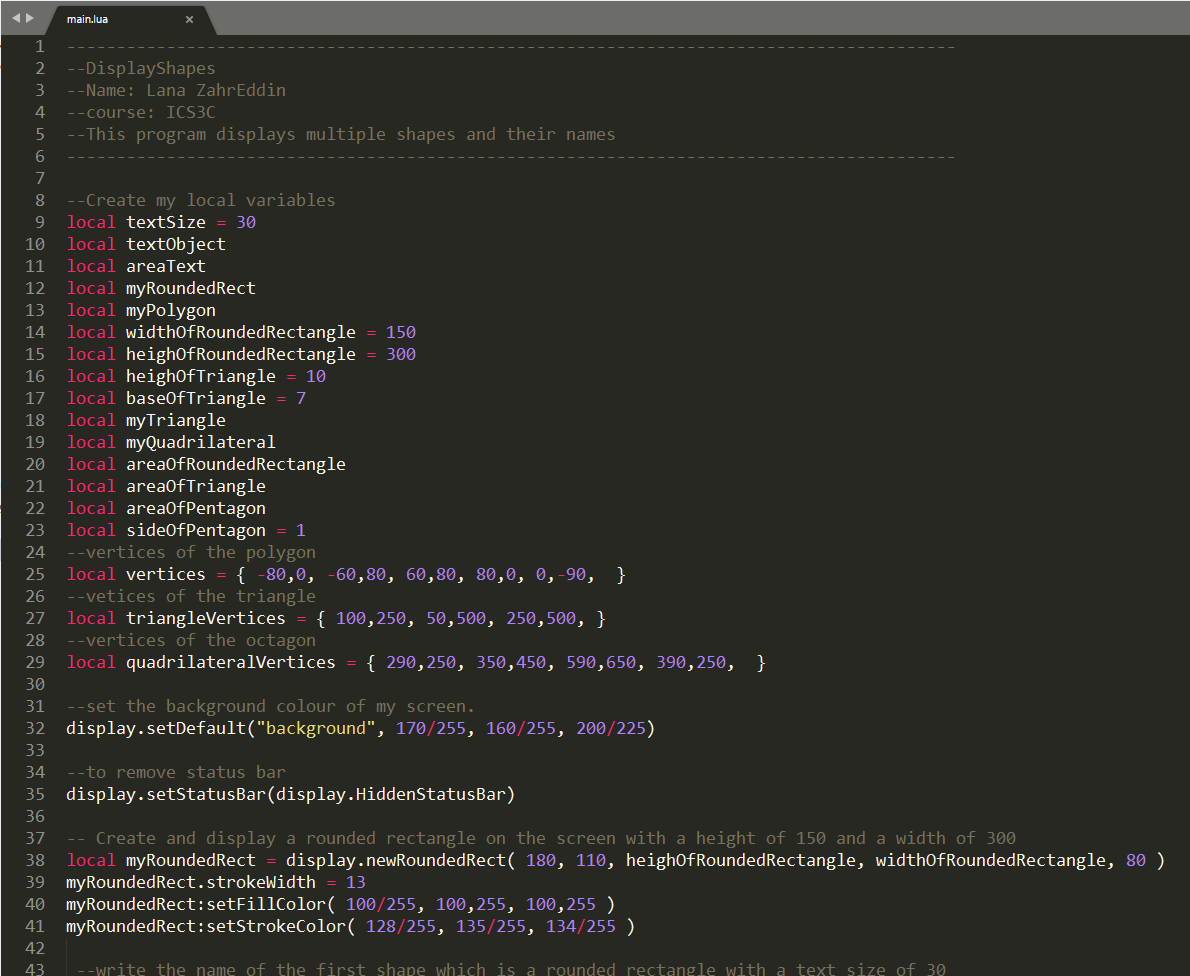 main.lua
1 -----------------------------------------------------------------------------------------
2 --DisplayShapes
3 --Name: Lana ZahrEddin
4 --course: ICS3C
5 --This program displays multiple shapes and their names
6 -----------------------------------------------------------------------------------------
7
8 --Create my local variables
9 local textSize = 30
10 local textObject
11 local areaText
12 local myRoundedRect
13 local myPolygon
14 local widthOfRoundedRectangle = 150
15 local heighOfRoundedRectangle = 300
16 local heighOfTriangle = 10
17 local baseOfTriangle = 7
18 local myTriangle
19 local myQuadrilateral
20 local areaOfRoundedRectangle
21 local areaOfTriangle
22 local areaOfPentagon
23 local sideOfPentagon = 1
24 --vertices of the polygon
25 local vertices = { -80,0, -60,80, 60,80, 80,0, 0,-90,  }
26 --vetices of the triangle
27 local triangleVertices = { 100,250, 50,500, 250,500, }
28 --vertices of the octagon
29 local quadrilateralVertices = { 290,250, 350,450, 590,650, 390,250,  }
30
31 --set the background colour of my screen.
32 display.setDefault("background", 170/255, 160/255, 200/225)
33
34 --to remove status bar
35 display.setStatusBar(display.HiddenStatusBar)
36
37 -- Create and display a rounded rectangle on the screen with a height of 150 and a width of 300
38 local myRoundedRect = display.newRoundedRect( 180, 110, heighOfRoundedRectangle, widthOfRoundedRectangle, 80 )
39 myRoundedRect.strokeWidth = 13
40 myRoundedRect:setFillColor( 100/255, 100,255, 100,255 )
41 myRoundedRect:setStrokeColor( 128/255, 135/255, 134/255 )
42
43 --write the name of the first shape which is a rounded rectangle with a text size of 30